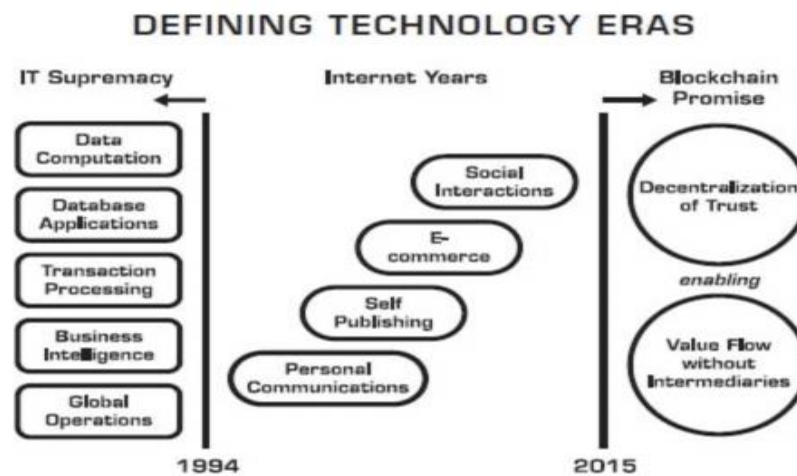 DEFINING TECHNOLOGY ERAS
IT Supremacy
Internet Years
Blockchain
Promise
Data
Computation
Database
Applications
Transaction
Processing
Business
Intelligence
Global
Operations
Social
Interactions
E-
commerce
Self
Publishing
Personal
Communications
Decentralization
of Trust
enabling
Value Flow
without
Intermediaries
1994
2015